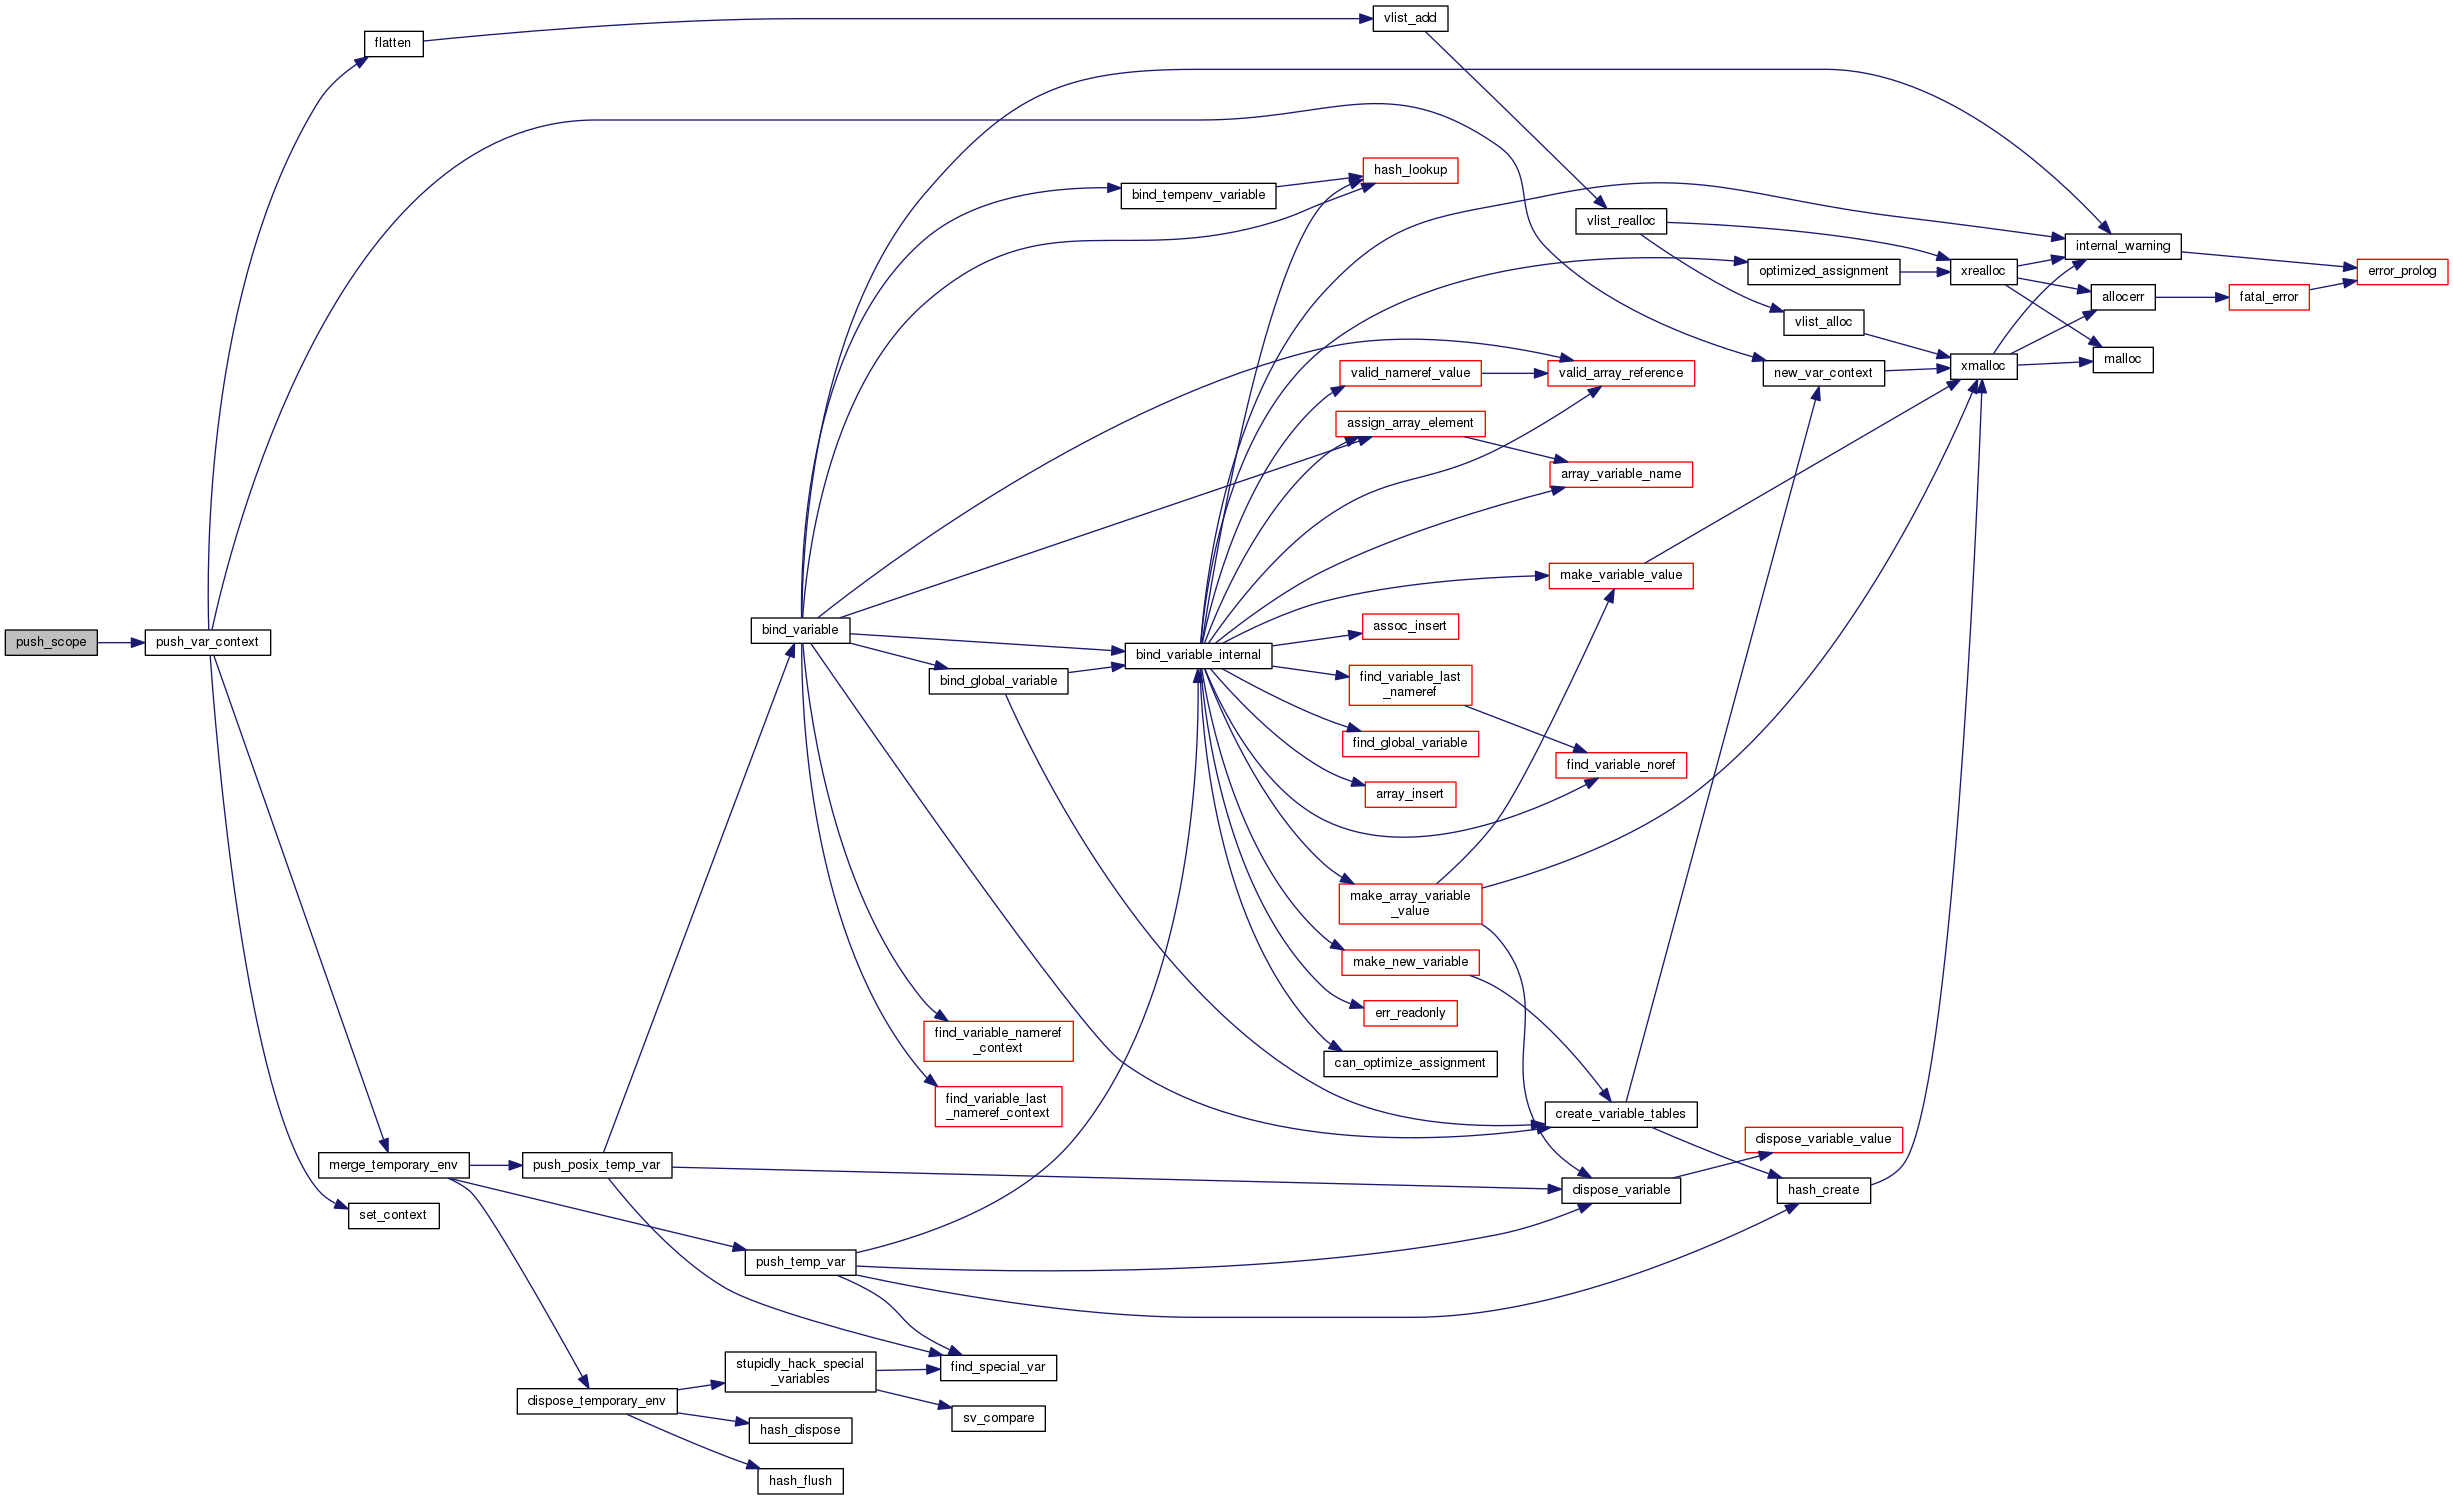 vlist_add
flatten
hash_lookup
bind_tempenv_variable
vlist_realloc
internal_warning
optimized_assignment
xrealloc
error_prolog
allocerr
fatal_error
vlist_alloc
malloc
xmalloc
new_var_context
valid_nameref_value
valid_array_reference
assign_array_element
array_variable_name
make_variable_value
assoc_insert
bind_variable
push_scope
push_var_context
bind_variable_internal
bind_global_variable
find_variable_last
_nameref
find_global_variable
find_variable_noref
array_insert
make_array_variable
_value
make_new_variable
err_readonly
find_variable_nameref
_context
can_optimize_assignment
find_variable_last
_nameref_context
create_variable_tables
dispose_variable_value
merge_temporary_env
push_posix_temp_var
dispose_variable
hash_create
set_context
push_temp_var
stupidly_hack_special
_variables
find_special_var
dispose_temporary_env
sv_compare
hash_dispose
hash_flush